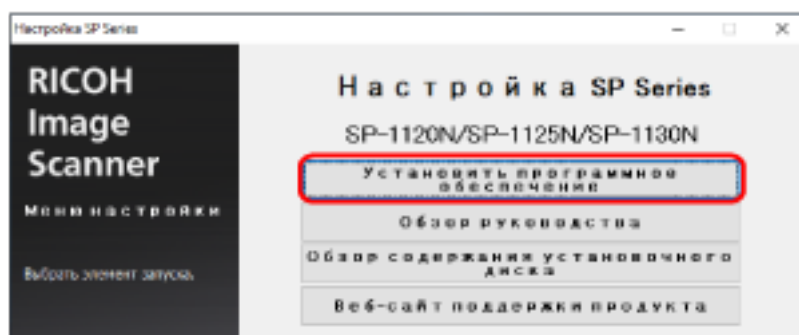 Настройка SP Series
RICOH
Image
Scanner
Меню настройки
Выбрать элемент запуска.
Настройка SP Series
SP-1120N/SP-1125N/SP-1130N
Установить программное
обеспечение
Обзор руководства
Обзор содержания установочного
диска
Веб-сайт поддержки продукта